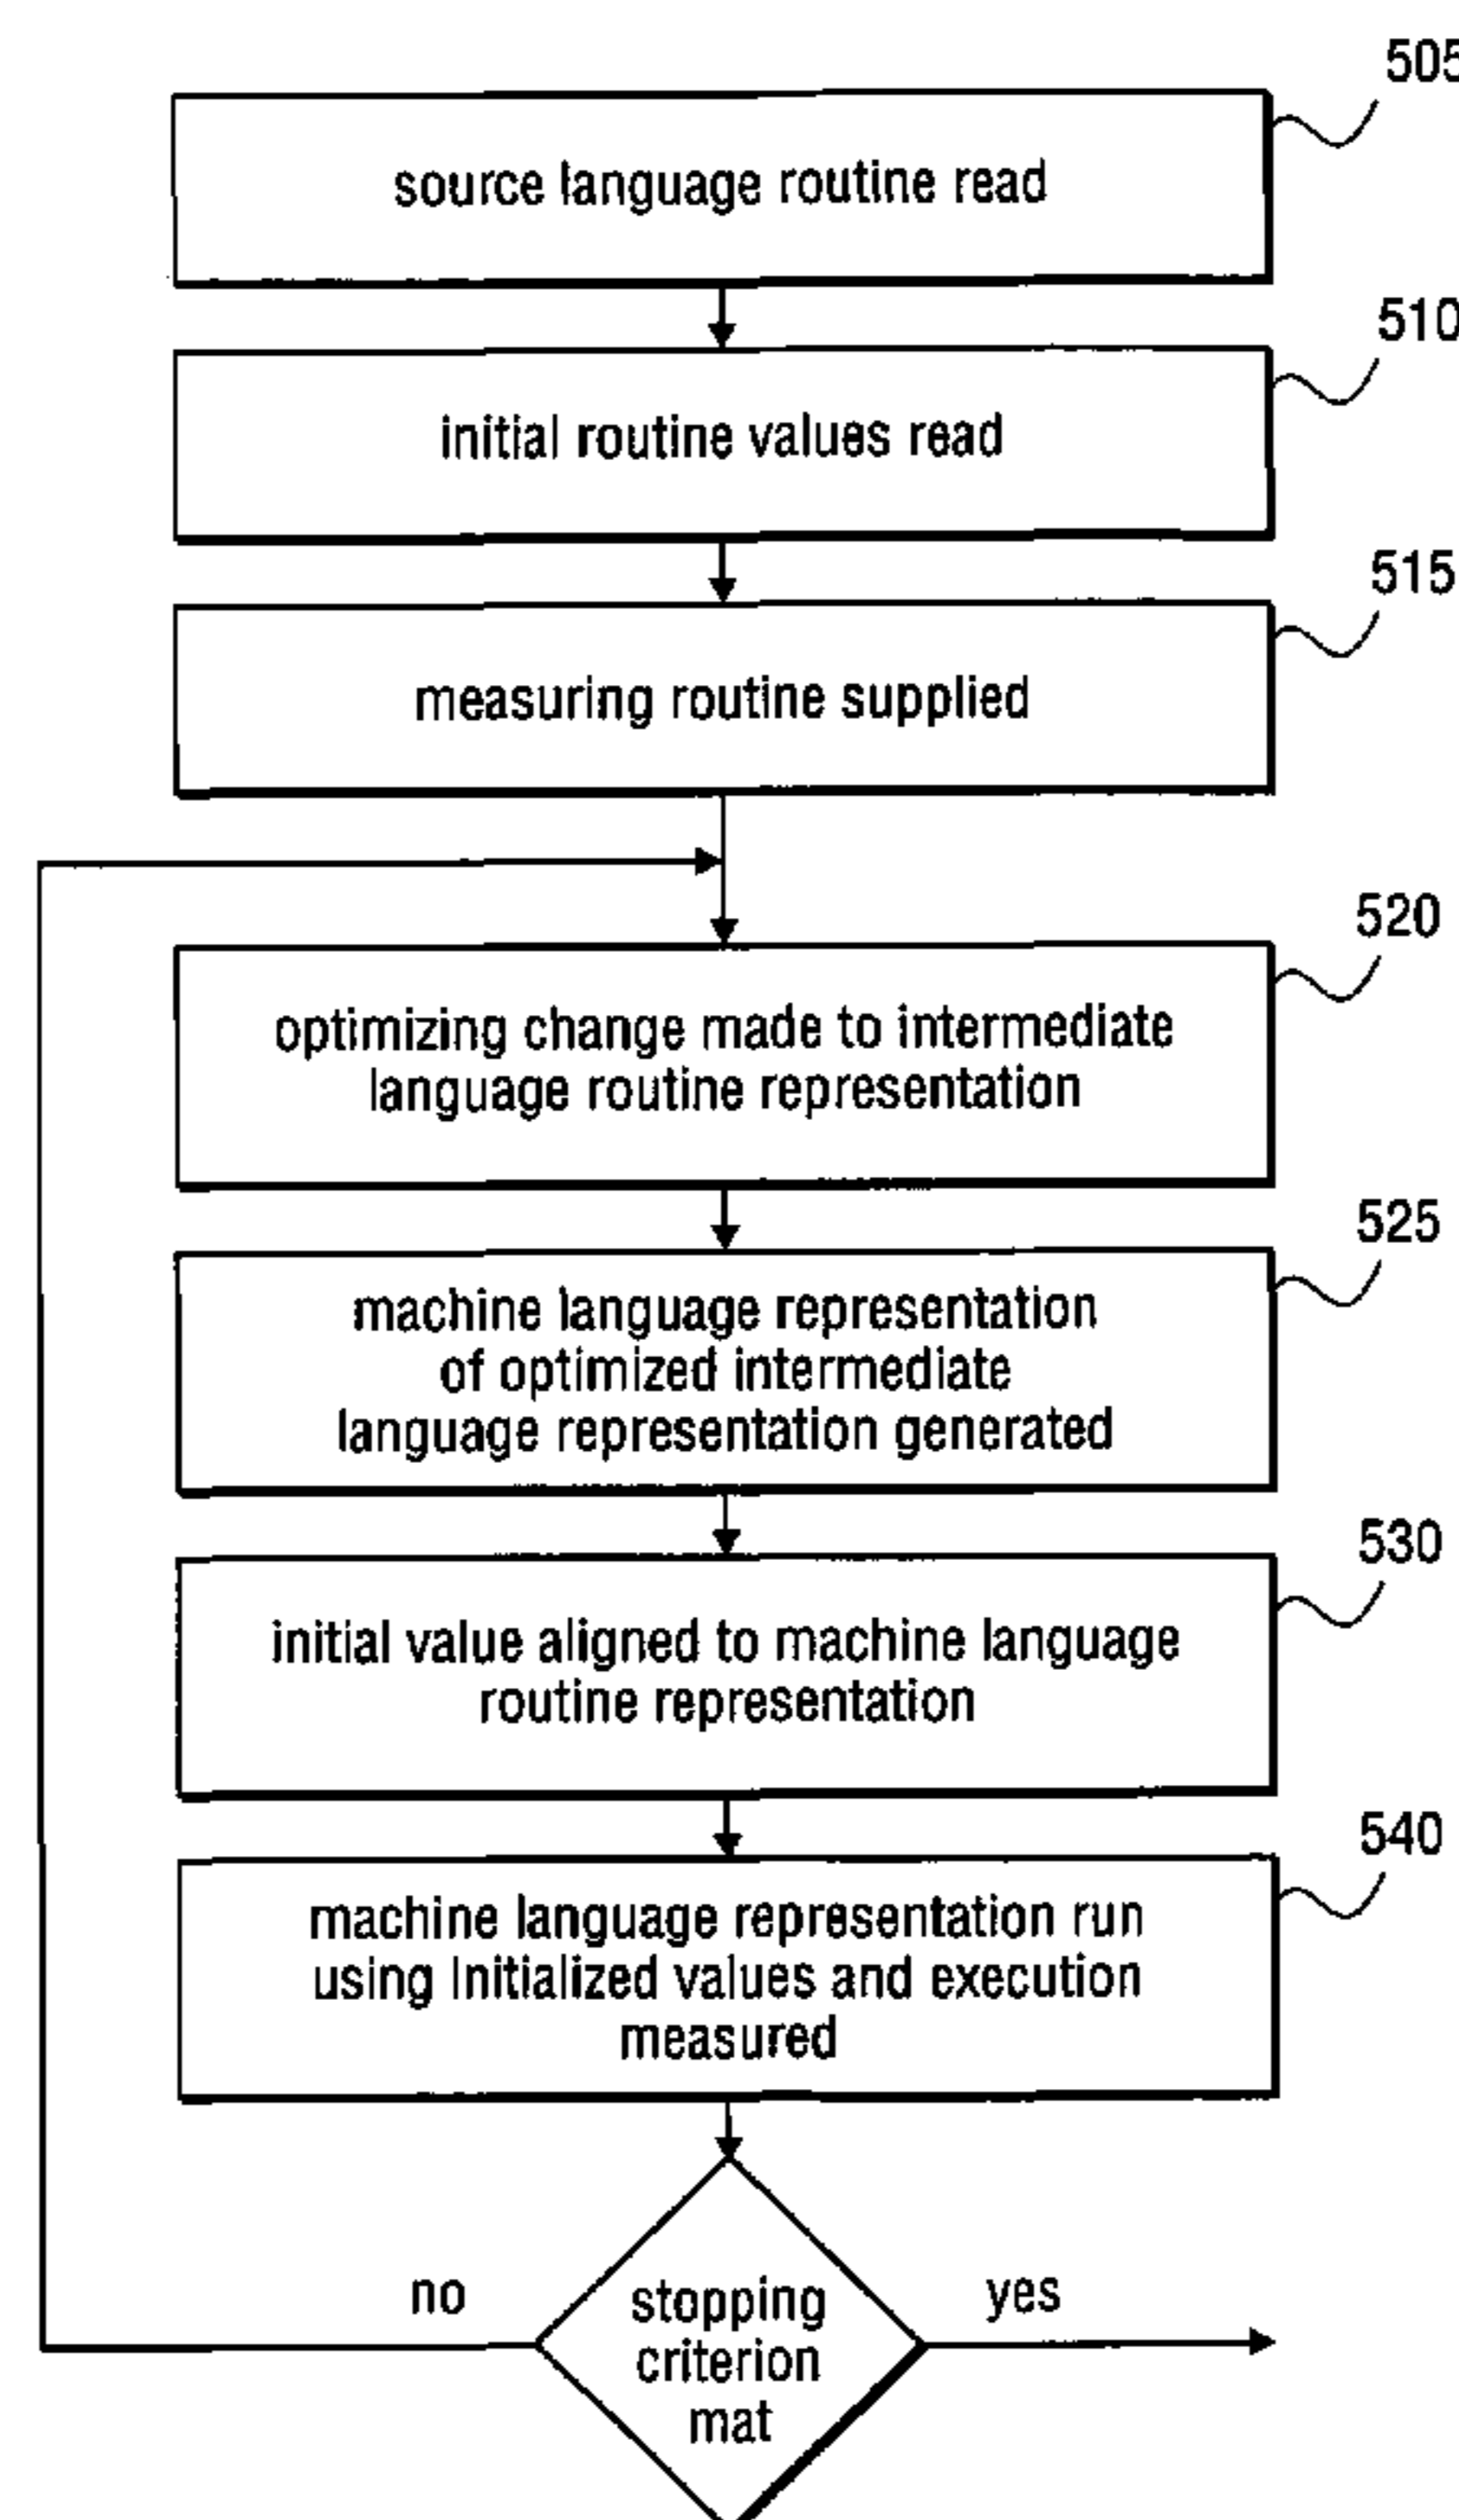 505
source language routine read
510
initial routine values read
515
measuring routine supplied
520
optimizing change made to intermediate
language routine representation
525
machine language representation
of optimized intermediate
language representation generated
530
initial value aligned to machine language
routine representation
540
machine language representation run
using Initialized values and execution
measured
no
stopping
criterion
mat
yes